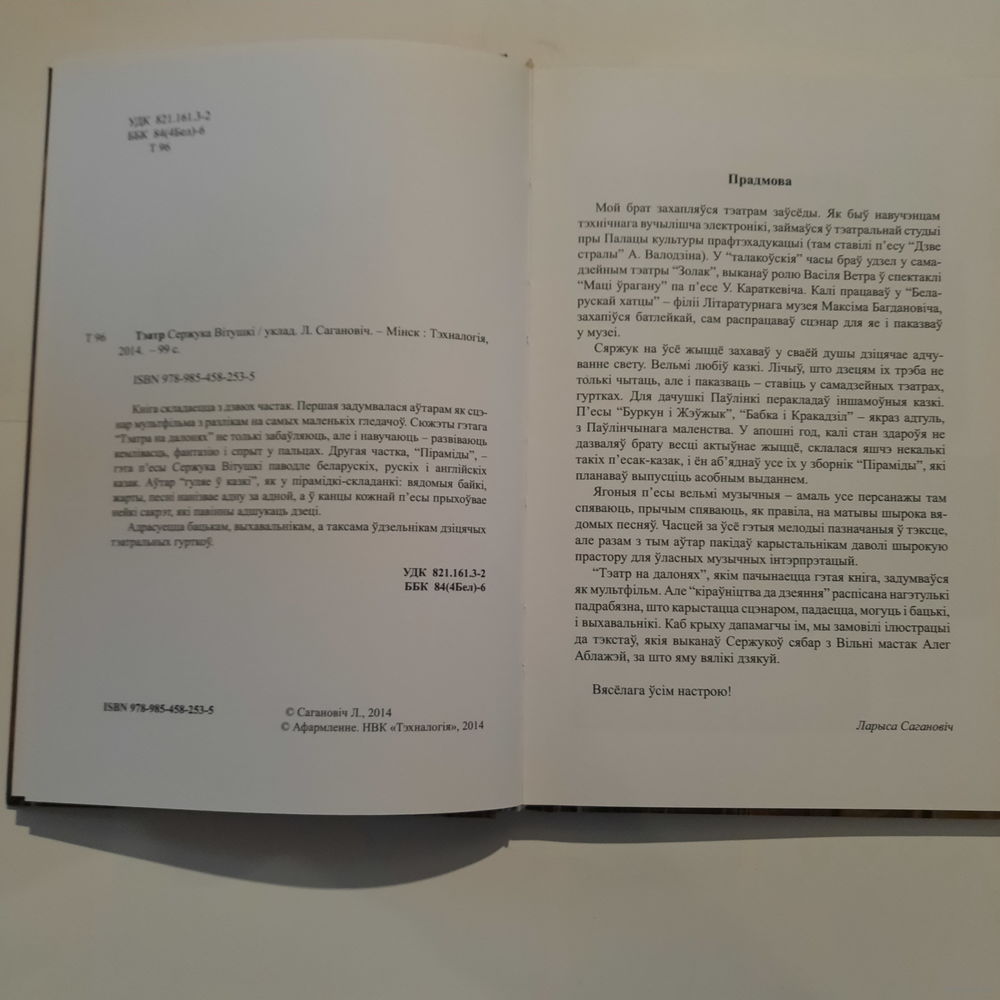 УДК 821.161.3-2
ББК 84(4Бел)-6
Т 96
Т 96 Тэатр Сержука Вітушкі / уклад. Л. Сагановіч. – Мінск : Тэхналогія,
2014. – 99 с.
ISBN 978-985-458-253-5
Кніга складаецца з дзвюх частак. Першая задумвалася аўтарам як сцэ-
нар мультфільма з разлікам на самых маленькіх гледачоў. Сюжэты гэтага
“Тэатра на далонях” не толькі забаўляюць, але і навучаюць – развіваюць
кемлівасць, фантазію і спрыт у пальцах. Другая частка, “Піраміды”, –
гэта п’есы Сержука Вітушкі паводле беларускіх, рускіх і англійскіх
казак. Аўтар “гуляе ў казкі”, як у пірамідкі-складанкі: вядомыя байкі,
жарты, песні нанізвае адну за адной, а ў канцы кожнай п’есы прыхоўвае
нейкі сакрэт, які павінны адшукаць дзеці.
Адрасуецца бацькам, выхавальнікам, а таксама ўдзельнікам дзіцячых
тэатральных гурткоў.
УДК 821.161.3-2
ББК 84(4Бел)-6
ISBN 978-985-458-253-5
© Сагановіч Л., 2014
© Афармленне. НВК «Тэхналогія», 2014
Прадмова
Мой брат захапляўся тэатрам заўсёды. Як быў навучэнцам
тэхнічнага вучылішча электронікі, займаўся ў тэатральнай студыі
пры Палацы культуры прафтэхадукацыі (там ставілі п’есу “Дзве
стралы” А. Валодзіна). У “талакоўскія” часы браў удзел у сама-
дзейным тэатры “Золак”, выканаў ролю Васіля Ветра ў спектаклі
“Маці ўрагану” па п’есе У. Караткевіча. Калі працаваў у “Бела-
рускай хатцы” – філіі Літаратурнага музея Максіма Багдановіча,
захапіўся батлейкай, сам распрацаваў сцэнар для яе і паказваў
у музеі.
Сяржук на ўсё жыццё захаваў у сваёй душы дзіцячае адчу-
ванне свету. Вельмі любіў казкі. Лічыў, што дзецям іх трэба не
толькі чытаць, але і паказваць – ставіць у самадзейных тэатрах,
гуртках. Для дачушкі Паўлінкі перакладаў іншамоўныя казкі.
П’есы “Буркун і Жэўжык”, “Бабка і Кракадзіл” – якраз адтуль,
з Паўлінчынага маленства. У апошні год, калі стан здароўя не
дазваляў брату весці актыўнае жыццё, склалася яшчэ некалькі
такіх п’есак-казак, і ён аб’яднаў усе іх у зборнік “Піраміды”, які
планаваў выпусціць асобным выданнем.
Ягоныя п’есы вельмі музычныя – амаль усе персанажы там
спяваюць, прычым спяваюць, як правіла, на матывы шырока вя-
домых песняў. Часцей за ўсё гэтыя мелодыі пазначаныя ў тэксце,
але разам з тым аўтар пакідаў карыстальнікам даволі шырокую
прастору для ўласных музычных інтэрпрэтацый.
“Тэатр на далонях”, якім пачынаецца гэтая кніга, задумваўся
як мультфільм. Але “кіраўніцтва да дзеяння” распісана нагэтулькі
падрабязна, што карыстацца сцэнаром, падаецца, могуць і бацькі,
і выхавальнікі. Каб крыху дапамагчы ім, мы замовілі ілюстрацыі
да тэкстаў, якія выканаў Сержукоў сябар з Вільні мастак Алег
Аблажэй, за што яму вялікі дзякуй.
Вясёлага ўсім настрою!
Ларыса Сагановіч